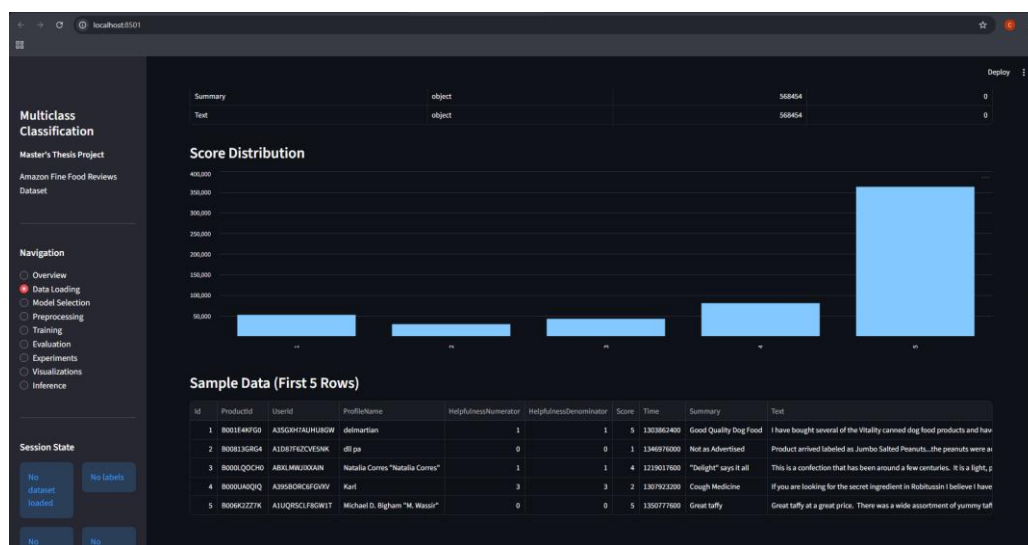 localhost:8501
Deploy
Multiclass
Classification
Master's Thesis Project
Amazon Fine Food Reviews
Dataset
Navigation
Overview
Data Loading
Model Selection
Preprocessing
Training
Evaluation
Experiments
Visualizations
Inference
Session State
No
dataset
loaded
No labels
No
No
Summary object 568454 0
Text object 568454 0
Score Distribution
400,000
350,000
300,000
250,000
200,000
150,000
100,000
50,000
1 2 3 4 5
Sample Data (First 5 Rows)
Id ProductId UserId ProfileName HelpfulnessNumerator HelpfulnessDenominator Score Time Summary Text
1 B001E4KFG0 A3SGXH7AUHU8GW delmartian 1 1 5 1303862400 Good Quality Dog Food I have bought several of the Vitality canned dog food products and hav
2 B00813GRG4 A1D87F6ZCVE5NK dll pa 0 0 1 1346976000 Not as Advertised Product arrived labeled as Jumbo Salted Peanuts...the peanuts were a
3 B000LQOCH0 ABXLMWJIXXAIN Natalia Corres "Natalia Corres" 1 1 4 1219017600 "Delight" says it all This is a confection that has been around a few centuries. It is a light, p
4 B000UA0QIQ A395BORC6FGVXV Karl 3 3 2 1307923200 Cough Medicine If you are looking for the secret ingredient in Robitussin I believe I have
5 B006K2ZZ7K A1UQRSCLF8GW1T Michael D. Bigham "M. Wassir" 0 0 5 1350777600 Great taffy Great taffy at a great price. There was a wide assortment of yummy taf